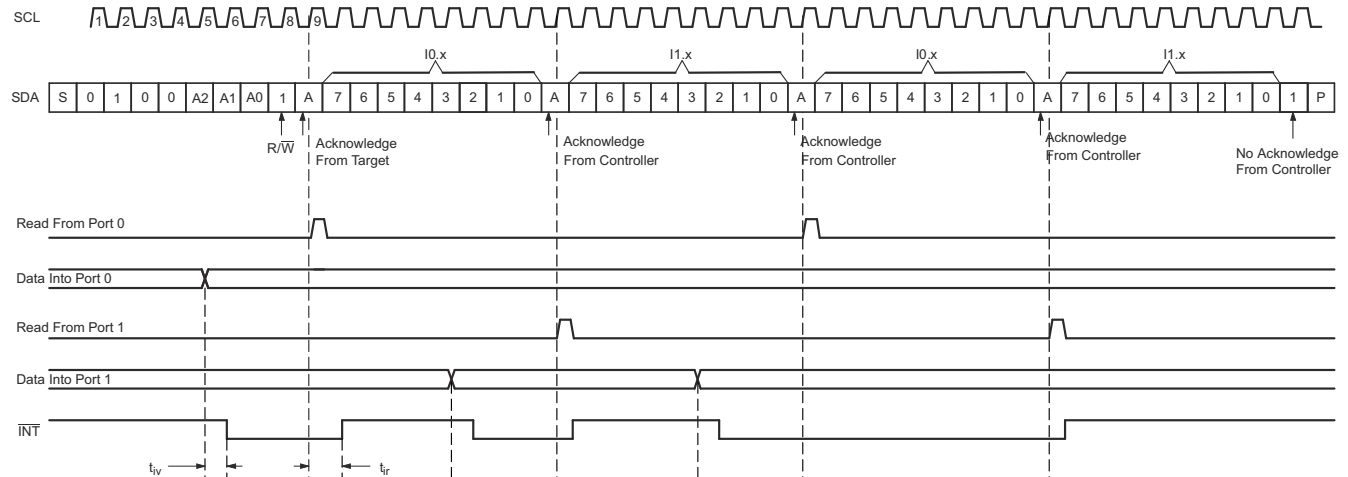 SCL
1 2 3 4 5 6 7 8 9
I0.x I1.x I0.x I1.x
SDA S 0 1 0 0 A2 A1 A0 1 A 7 6 5 4 3 2 1 0 A 7 6 5 4 3 2 1 0 A 7 6 5 4 3 2 1 0 A 7 6 5 4 3 2 1 0 1 P
R/W̅
Acknowledge
From Target
Acknowledge
From Controller
Acknowledge
From Controller
Acknowledge
From Controller
No Acknowledge
From Controller
Read From Port 0
Data Into Port 0
Read From Port 1
Data Into Port 1
I̅N̅T̅
tiv
tir